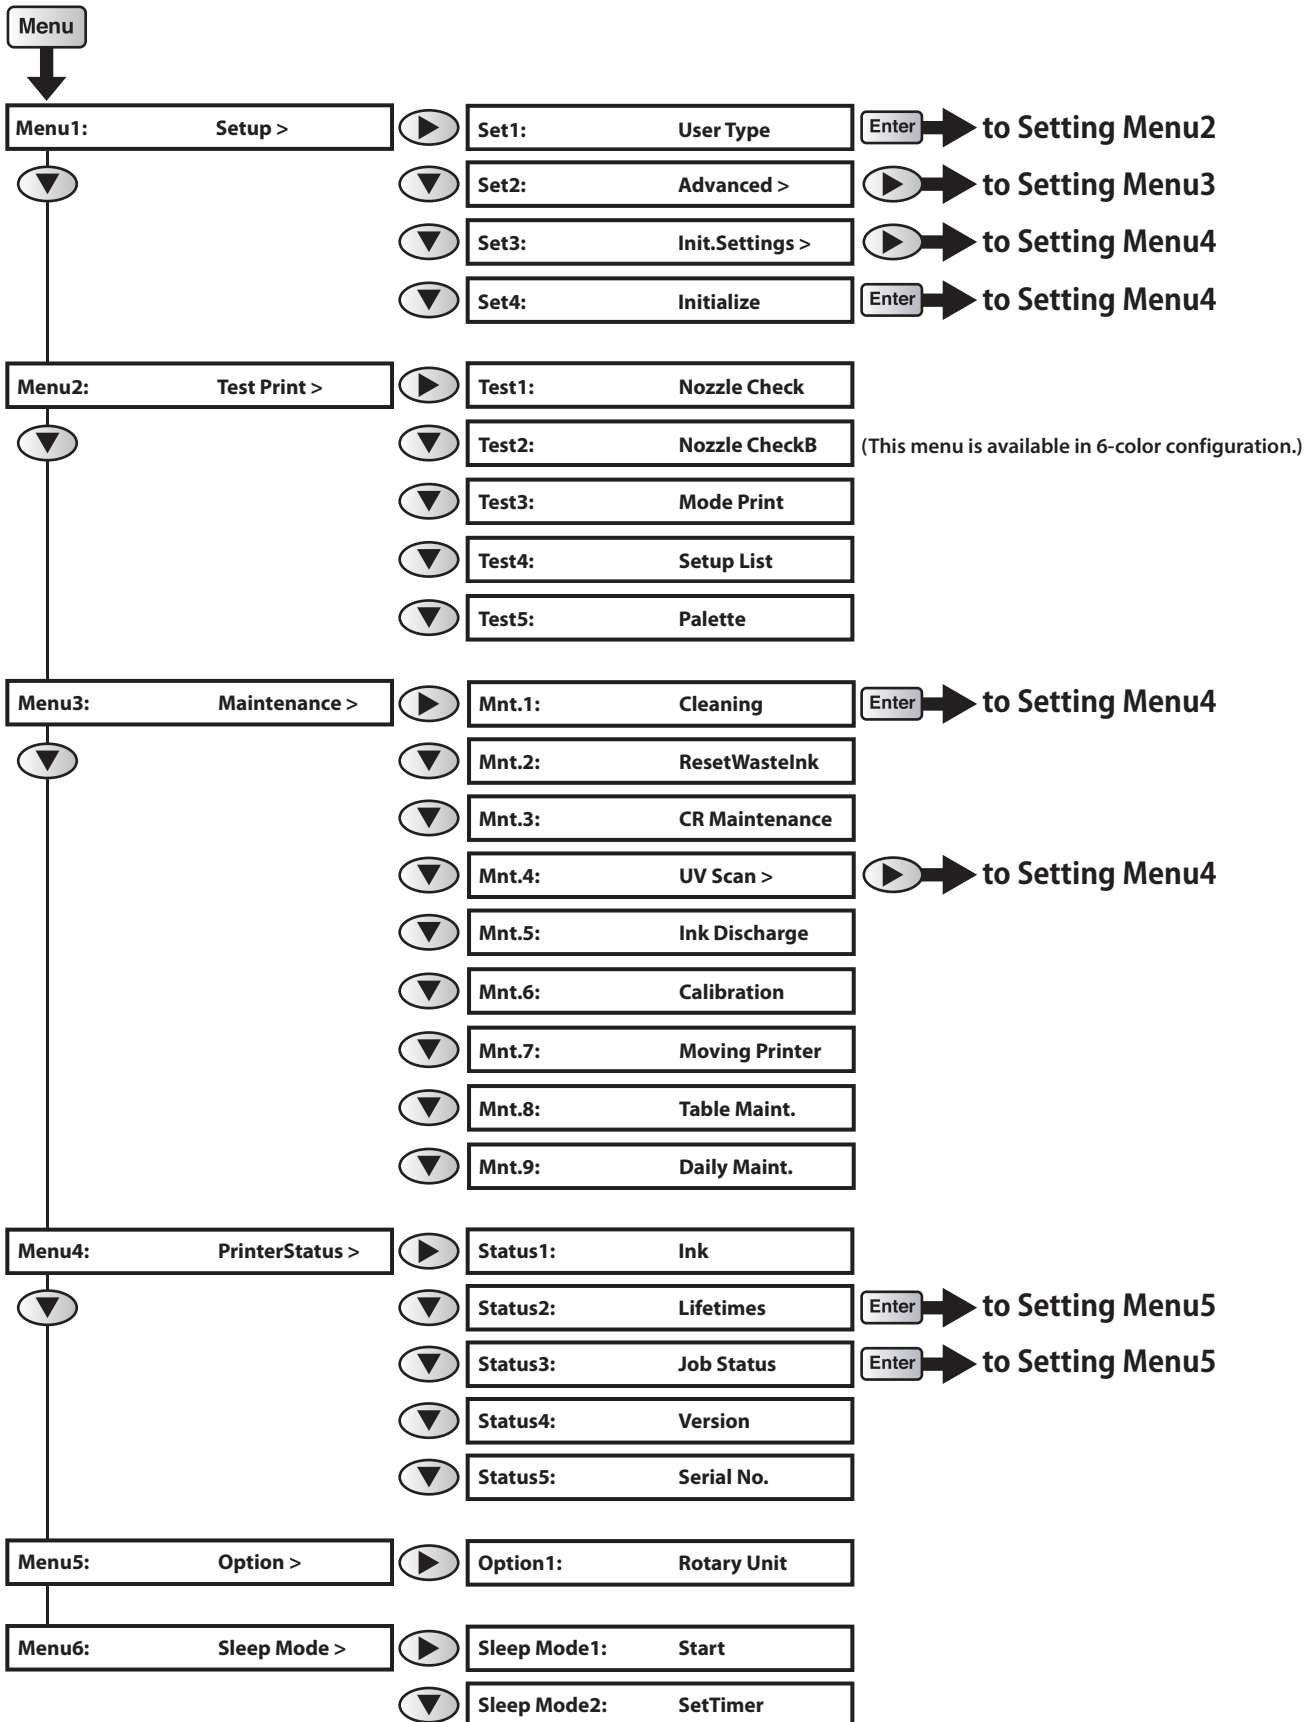 Menu
Menu1: Setup > Set1: User Type Enter to Setting Menu2
Set2: Advanced > to Setting Menu3
Set3: Init.Settings > to Setting Menu4
Set4: Initialize Enter to Setting Menu4
Menu2: Test Print > Test1: Nozzle Check
Test2: Nozzle CheckB (This menu is available in 6-color configuration.)
Test3: Mode Print
Test4: Setup List
Test5: Palette
Menu3: Maintenance > Mnt.1: Cleaning Enter to Setting Menu4
Mnt.2: ResetWasteInk
Mnt.3: CR Maintenance
Mnt.4: UV Scan > to Setting Menu4
Mnt.5: Ink Discharge
Mnt.6: Calibration
Mnt.7: Moving Printer
Mnt.8: Table Maint.
Mnt.9: Daily Maint.
Menu4: PrinterStatus > Status1: Ink
Status2: Lifetimes Enter to Setting Menu5
Status3: Job Status Enter to Setting Menu5
Status4: Version
Status5: Serial No.
Menu5: Option > Option1: Rotary Unit
Menu6: Sleep Mode > Sleep Mode1: Start
Sleep Mode2: SetTimer